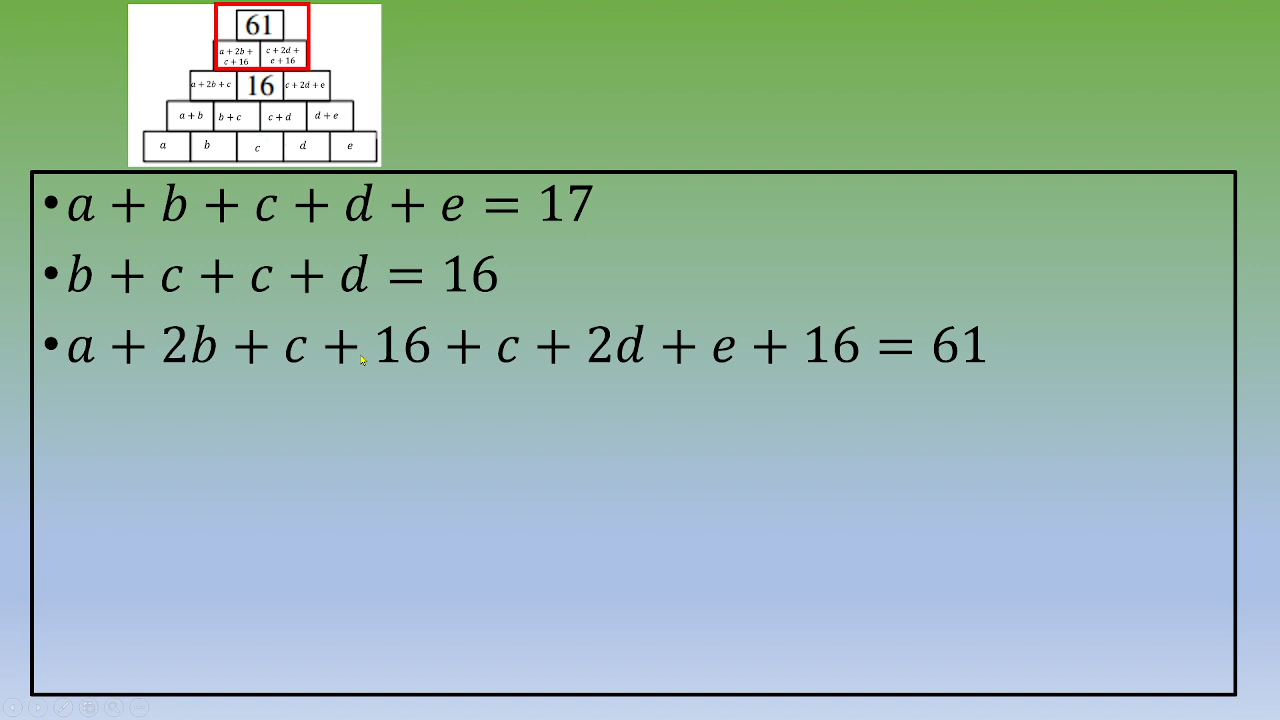 61
a + 2b + c + 16 c + 2d + e + 16
a + 2b + c 16 c + 2d + e
a + b b + c c + d d + e
a b c d e
• a + b + c + d + e = 17
• b + c + c + d = 16
• a + 2b + c + 16 + c + 2d + e + 16 = 61